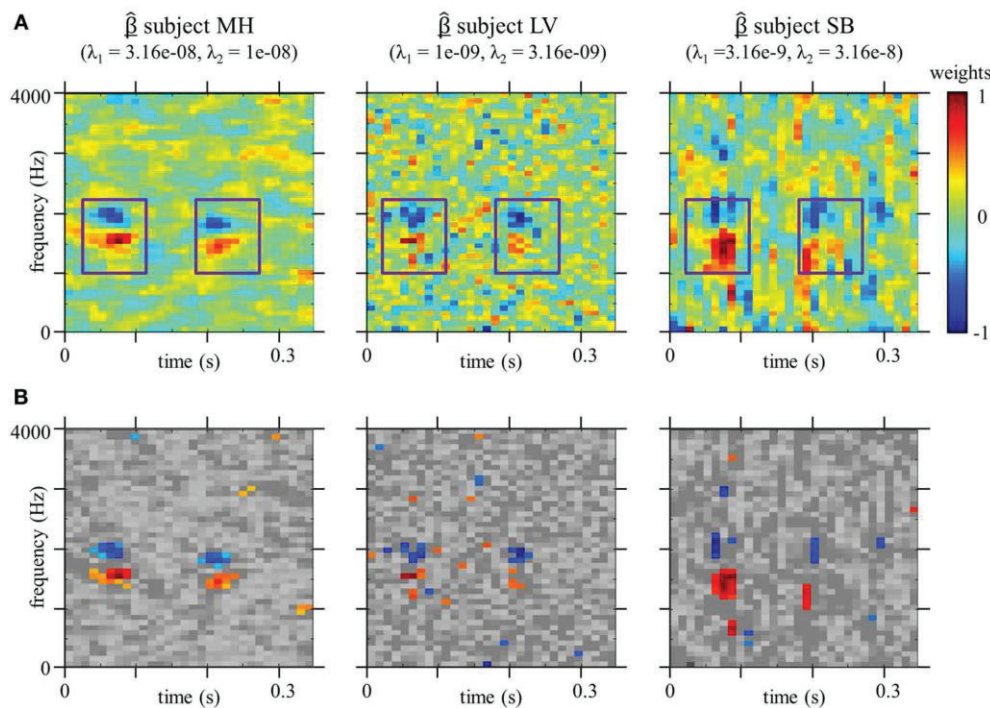 A
β̂ subject MH
(λ₁ = 3.16e-08, λ₂ = 1e-08)
β̂ subject LV
(λ₁ = 1e-09, λ₂ = 3.16e-09)
β̂ subject SB
(λ₁ =3.16e-9, λ₂ = 3.16e-8)
weights
4000
frequency (Hz)
0
0
0.3
time (s)
0
0.3
time (s)
0
0.3
time (s)
1
0
-1
B
4000
frequency (Hz)
0
0
0.3
time (s)
0
0.3
time (s)
0
0.3
time (s)